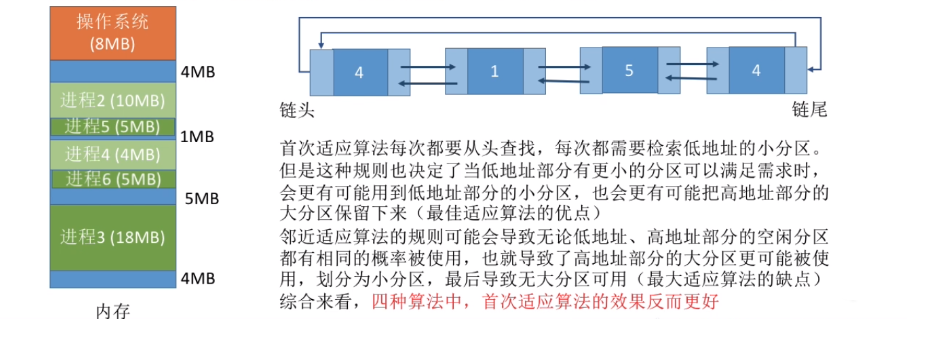 操作系统
(8MB)
4MB
进程2 (10MB)
进程5 (5MB)
1MB
进程4 (4MB)
进程6 (5MB)
5MB
进程3 (18MB)
4MB
内存
4
1
5
4
链头
链尾
首次适应算法每次都要从头查找，每次都需要检索低地址的小分区。
但是这种规则也决定了当低地址部分有更小的分区可以满足需求时，
会更有可能用到低地址部分的小分区，也会更有可能把高地址部分的
大分区保留下来（最佳适应算法的优点）
邻近适应算法的规则可能会导致无论低地址、高地址部分的空闲分区
都有相同的概率被使用，也就导致了高地址部分的大分区更可能被使
用，划分为小分区，最后导致无大分区可用（最大适应算法的缺点）
综合来看，四种算法中，首次适应算法的效果反而更好